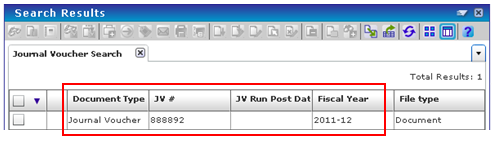 Search Results
Journal Voucher Search
Total Results: 1
Document Type JV # JV Run Post Dat Fiscal Year File type
Journal Voucher 888892 2011-12 Document